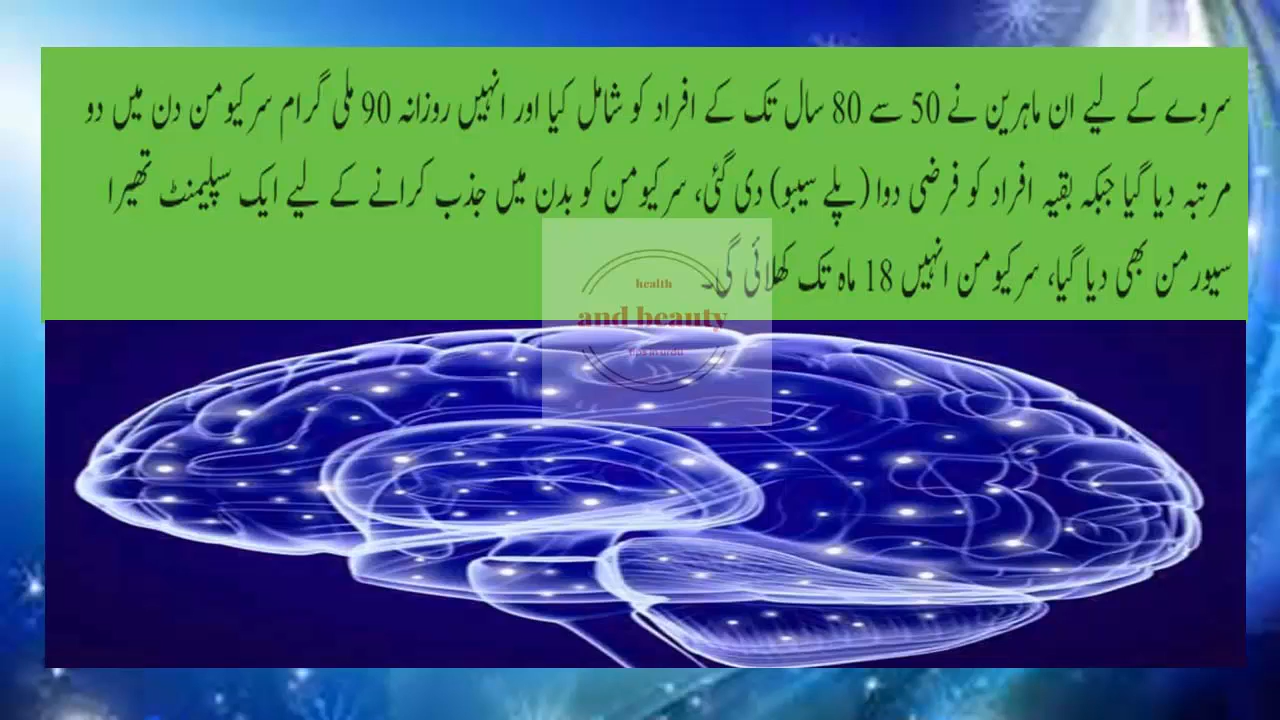 سروے کے لیے ان ماہرین نے 50 سے 80 سال تک کے افراد کو شامل کیا اور انہیں روزانہ 90 ملی گرام سرکیومن دن میں دو
مرتبہ دیا گیا جبکہ بقیہ افراد کو فرضی دوا (پلے سیبو) دی گئی، سرکیومن کو بدن میں جذب کرانے کے لیے ایک سپلیمنٹ تھیرا
سیورمن بھی دیا گیا، سرکیومن انہیں 18 ماہ تک کھلائی گی۔
health
and beauty
tips in urdu